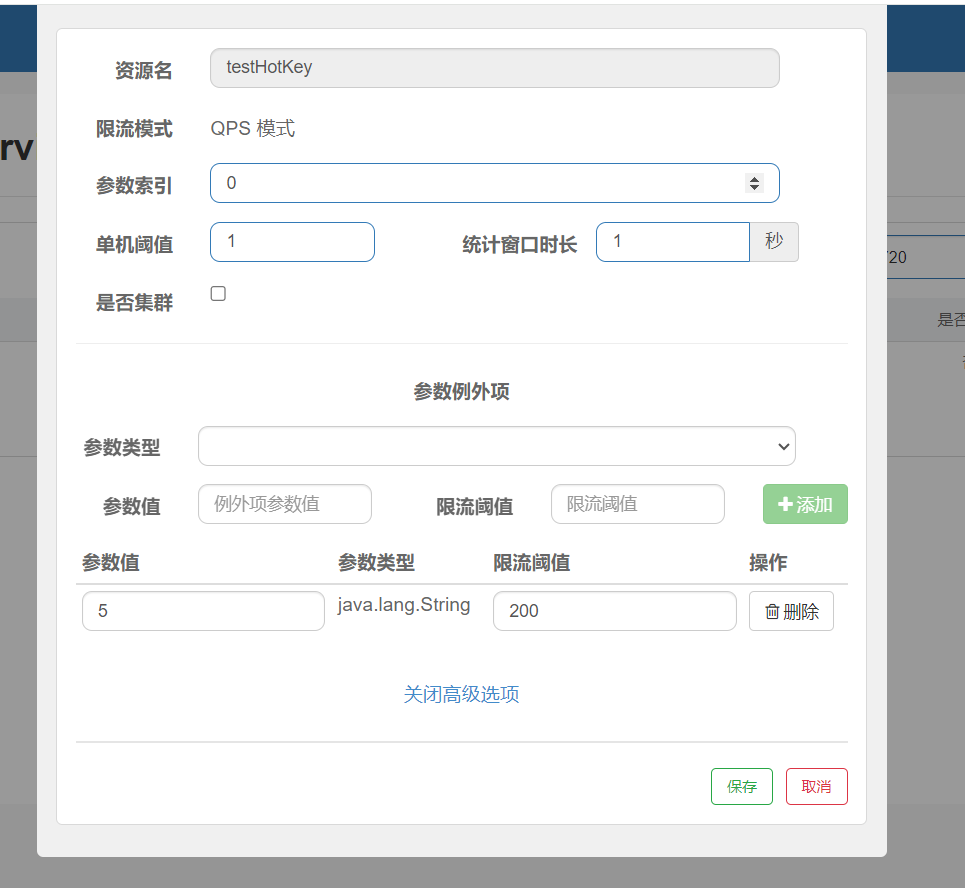 资源名 testHotKey
限流模式 QPS 模式
rv
参数索引 0
单机阈值 1 统计窗口时长 1 秒
/20
是否集群
是否
参数例外项
参数类型
参数值 例外项参数值 限流阈值 限流阈值 添加
参数值 参数类型 限流阈值 操作
5 java.lang.String 200 删除
关闭高级选项
保存 取消